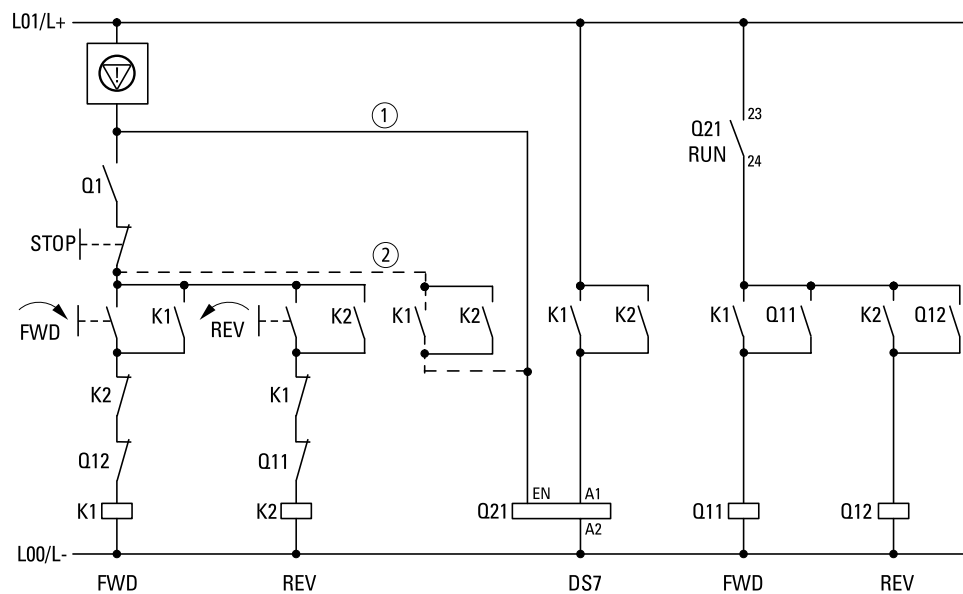 L01/L+
!
1
23
Q21
RUN
24
Q1
STOP
2
FWD
K1
REV
K2
K1
K2
K1
K2
K1
Q11
K2
Q12
K2
K1
Q12
Q11
K1
K2
Q21
EN
A1
A2
Q11
Q12
L00/L-
FWD
REV
DS7
FWD
REV